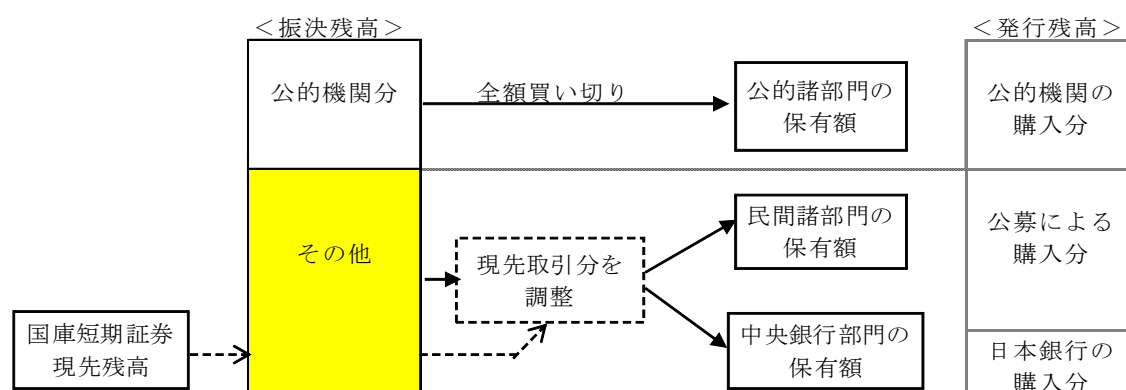 ＜振決残高＞
＜発行残高＞
公的機関分
全額買い切り
公的諸部門の
保有額
公的機関の
購入分
その他
現先取引分を
調整
民間諸部門の
保有額
公募による
購入分
国庫短期証券
現先残高
中央銀行部門の
保有額
日本銀行の
購入分